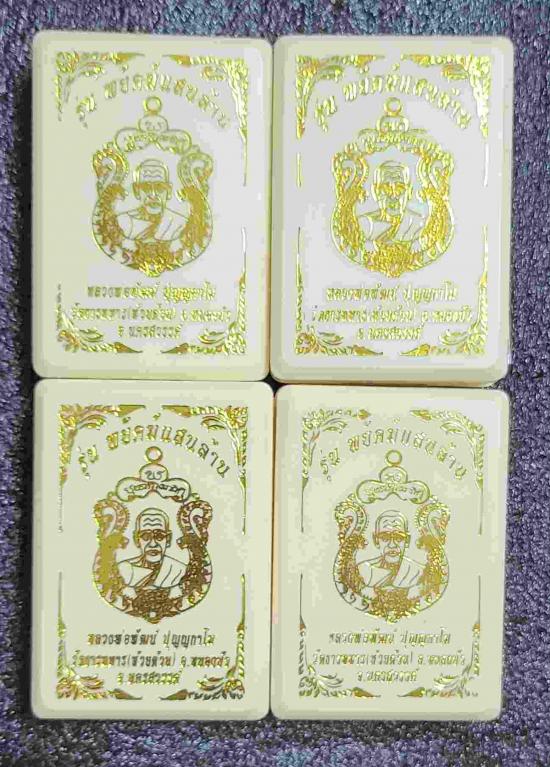 รุ่น พยัคฆ์แสนล้าน
หลวงพ่อพัฒน์ ปุญญกาโม
วัดธารทหาร(ห้วยด้วน) อ.หนองบัว
จ.นครสวรรค์
รุ่น พยัคฆ์แสนล้าน
หลวงพ่อพัฒน์ ปุญญกาโม
วัดธารทหาร(ห้วยด้วน) อ.หนองบัว
จ.นครสวรรค์
รุ่น พยัคฆ์แสนล้าน
หลวงพ่อพัฒน์ ปุญญกาโม
วัดธารทหาร(ห้วยด้วน) อ.หนองบัว
จ.นครสวรรค์
รุ่น พยัคฆ์แสนล้าน
หลวงพ่อพัฒน์ ปุญญกาโม
วัดธารทหาร(ห้วยด้วน) อ.หนองบัว
จ.นครสวรรค์